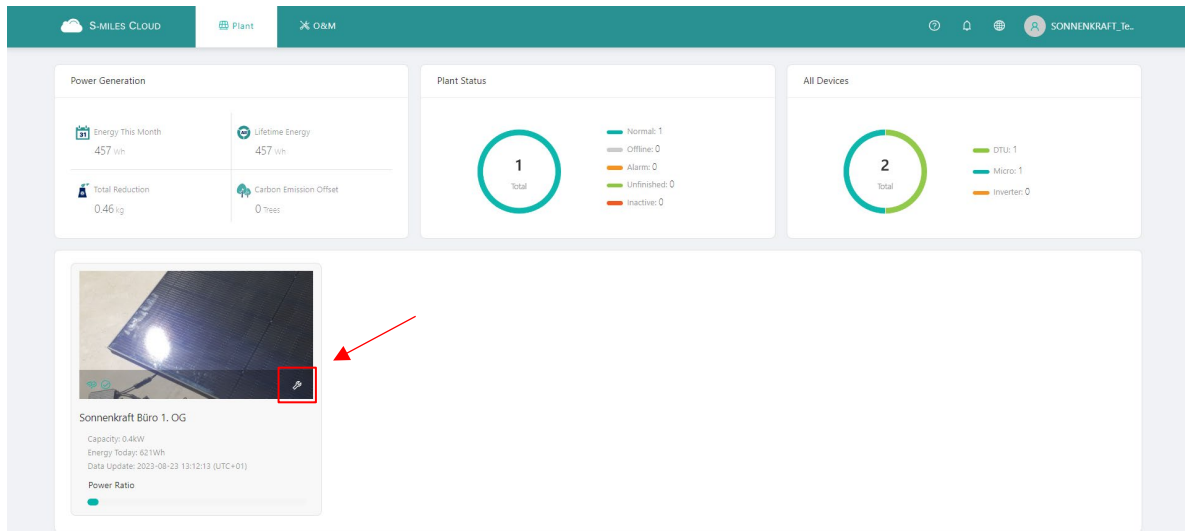 S-MILES CLOUD
Plant
O&M
SONNENKRAFT_Te..
Power Generation
31
Energy This Month
457 Wh
Lifetime Energy
457 Wh
Total Reduction
0.46 kg
Carbon Emission Offset
0 Trees
Plant Status
1
Total
Normal: 1
Offline: 0
Alarm: 0
Unfinished: 0
Inactive: 0
All Devices
2
Total
DTU: 1
Micro: 1
Inverter: 0
Sonnenkraft Büro 1. OG
Capacity: 0.4kW
Energy Today: 621Wh
Data Update: 2023-08-23 13:12:13 (UTC+01)
Power Ratio